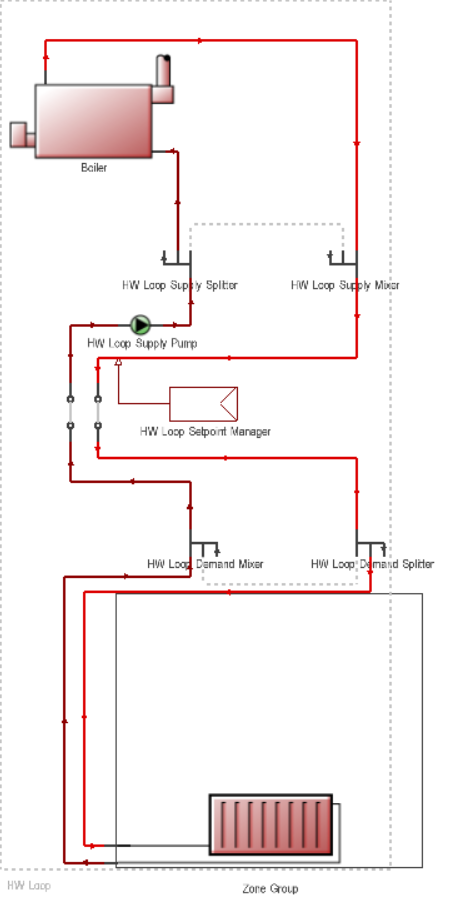 Boiler
HW Loop Supply Splitter
HW Loop Supply Mixer
HW Loop Supply Pump
HW Loop Setpoint Manager
HW Loop Demand Mixer
HW Loop Demand Splitter
HW Loop
Zone Group